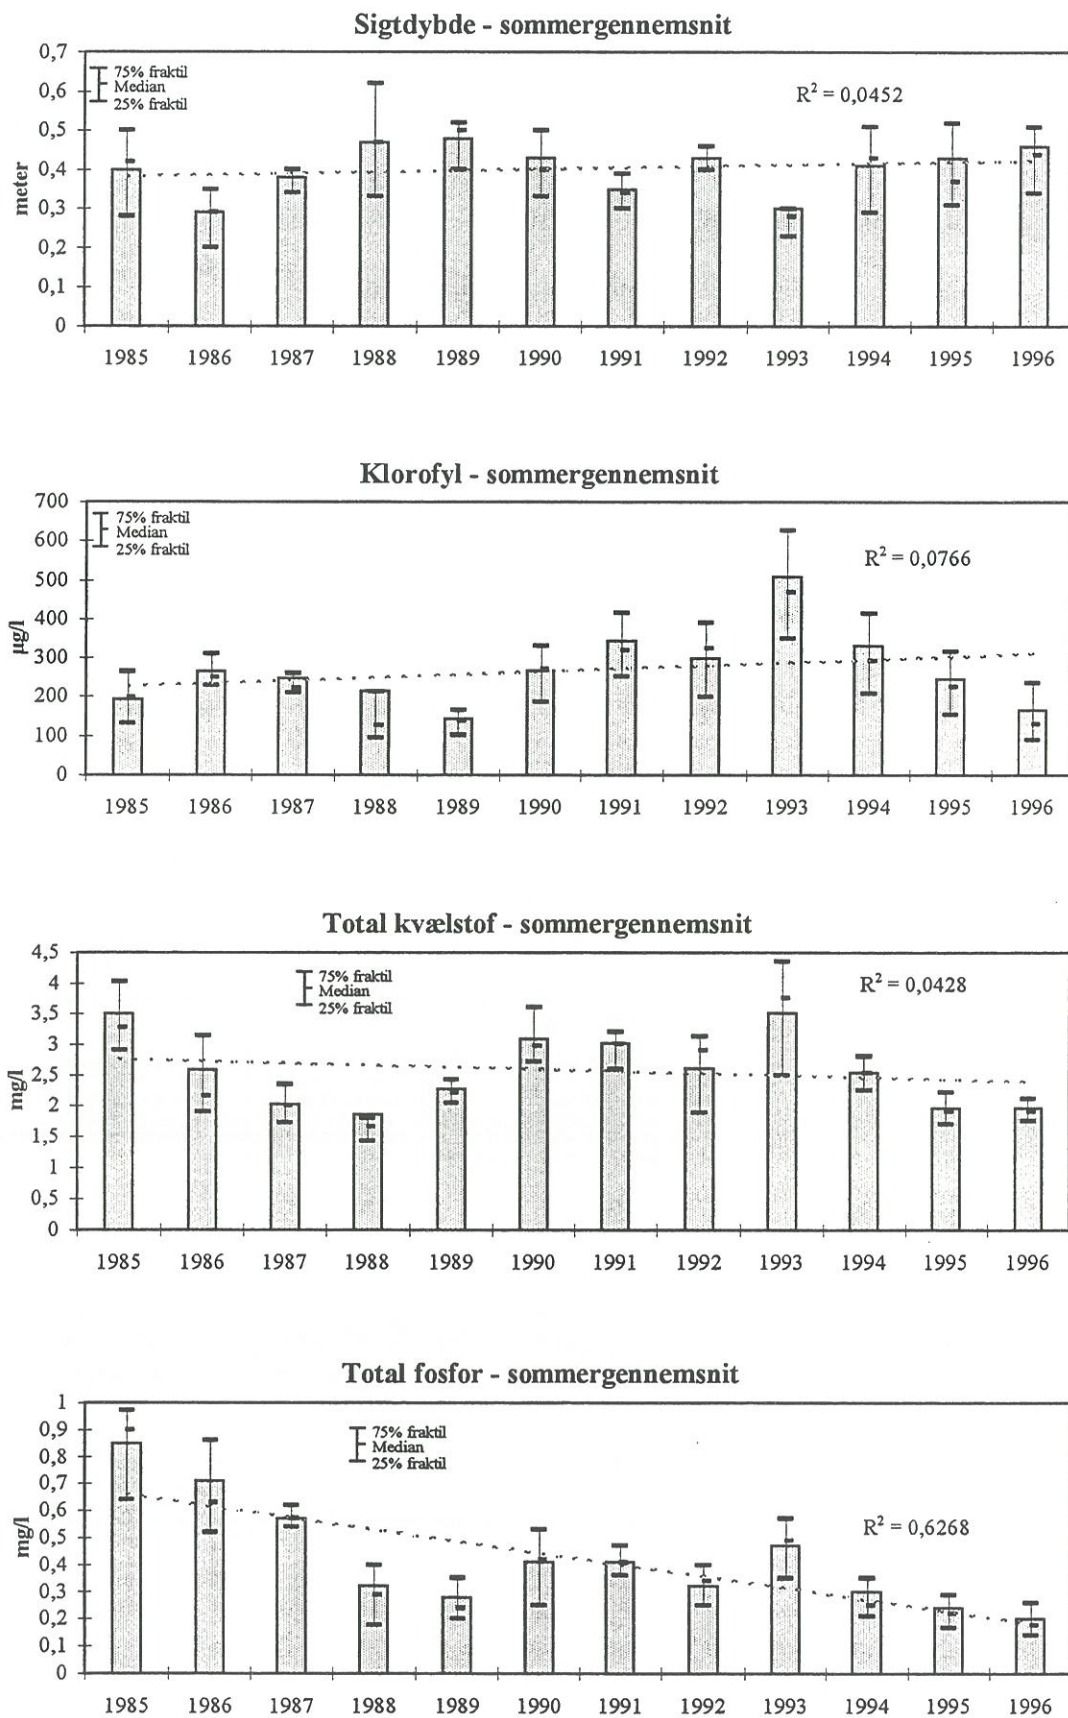 Sigtdybde - sommergennemsnit
0,7
0,6
0,5
0,4
0,3
0,2
0,1
0
meter
75% fraktil
Median
25% fraktil
R² = 0,0452
1985 1986 1987 1988 1989 1990 1991 1992 1993 1994 1995 1996
Klorofyl - sommergennemsnit
700
600
500
400
300
200
100
0
µg/l
75% fraktil
Median
25% fraktil
R² = 0,0766
1985 1986 1987 1988 1989 1990 1991 1992 1993 1994 1995 1996
Total kvælstof - sommergennemsnit
4,5
4
3,5
3
2,5
2
1,5
1
0,5
0
mg/l
75% fraktil
Median
25% fraktil
R² = 0,0428
1985 1986 1987 1988 1989 1990 1991 1992 1993 1994 1995 1996
Total fosfor - sommergennemsnit
1
0,9
0,8
0,7
0,6
0,5
0,4
0,3
0,2
0,1
0
mg/l
75% fraktil
Median
25% fraktil
R² = 0,6268
1985 1986 1987 1988 1989 1990 1991 1992 1993 1994 1995 1996